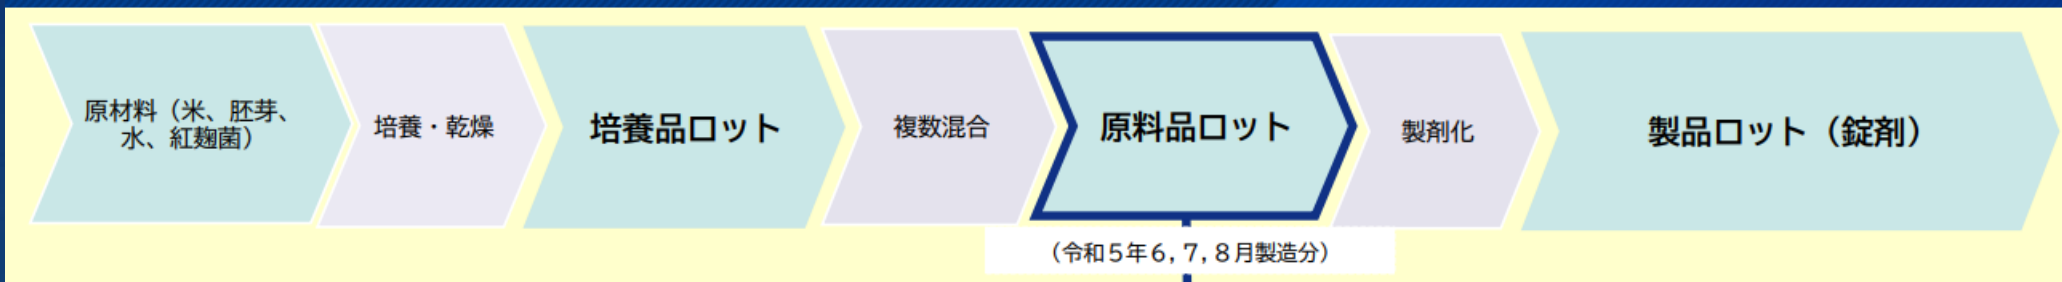 原材料（米、胚芽、
水、紅麹菌）
培養・乾燥
培養品ロット
複数混合
原料品ロット
製剤化
製品ロット（錠剤）
（令和５年６，７，８月製造分）